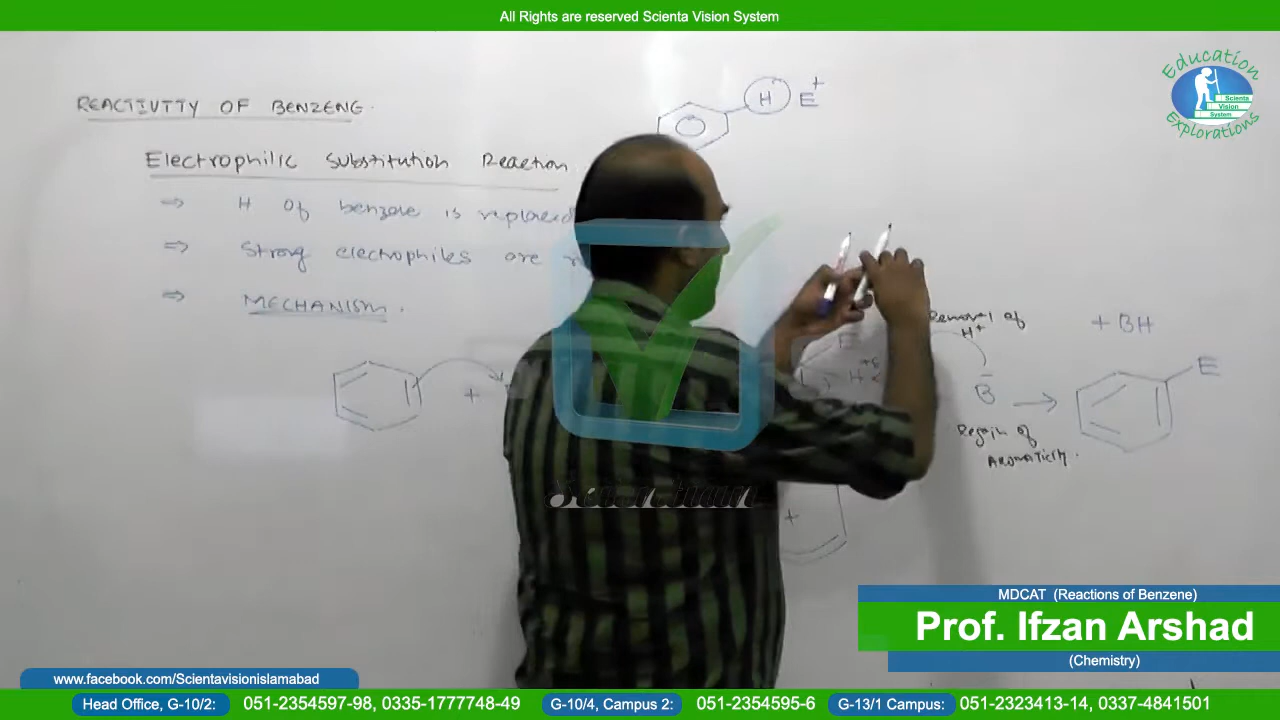 All Rights are reserved Scienta Vision System
Education
Scienta
Vision
System
Explorations
REACTIVITY OF BENZENE.
H E+
Electrophilic Substitution Reaction
⇒ H of benzene is replaced
⇒ Strong electrophiles are
⇒ MECHANISM.
Removal of
H+
+ BH
E
+
H
B̄ →
E
Regain of
AROMATICITY.
+
MDCAT (Reactions of Benzene)
Prof. Ifzan Arshad
(Chemistry)
www.facebook.com/Scientavisionislamabad
Head Office, G-10/2: 051-2354597-98, 0335-1777748-49 G-10/4, Campus 2: 051-2354595-6 G-13/1 Campus: 051-2323413-14, 0337-4841501